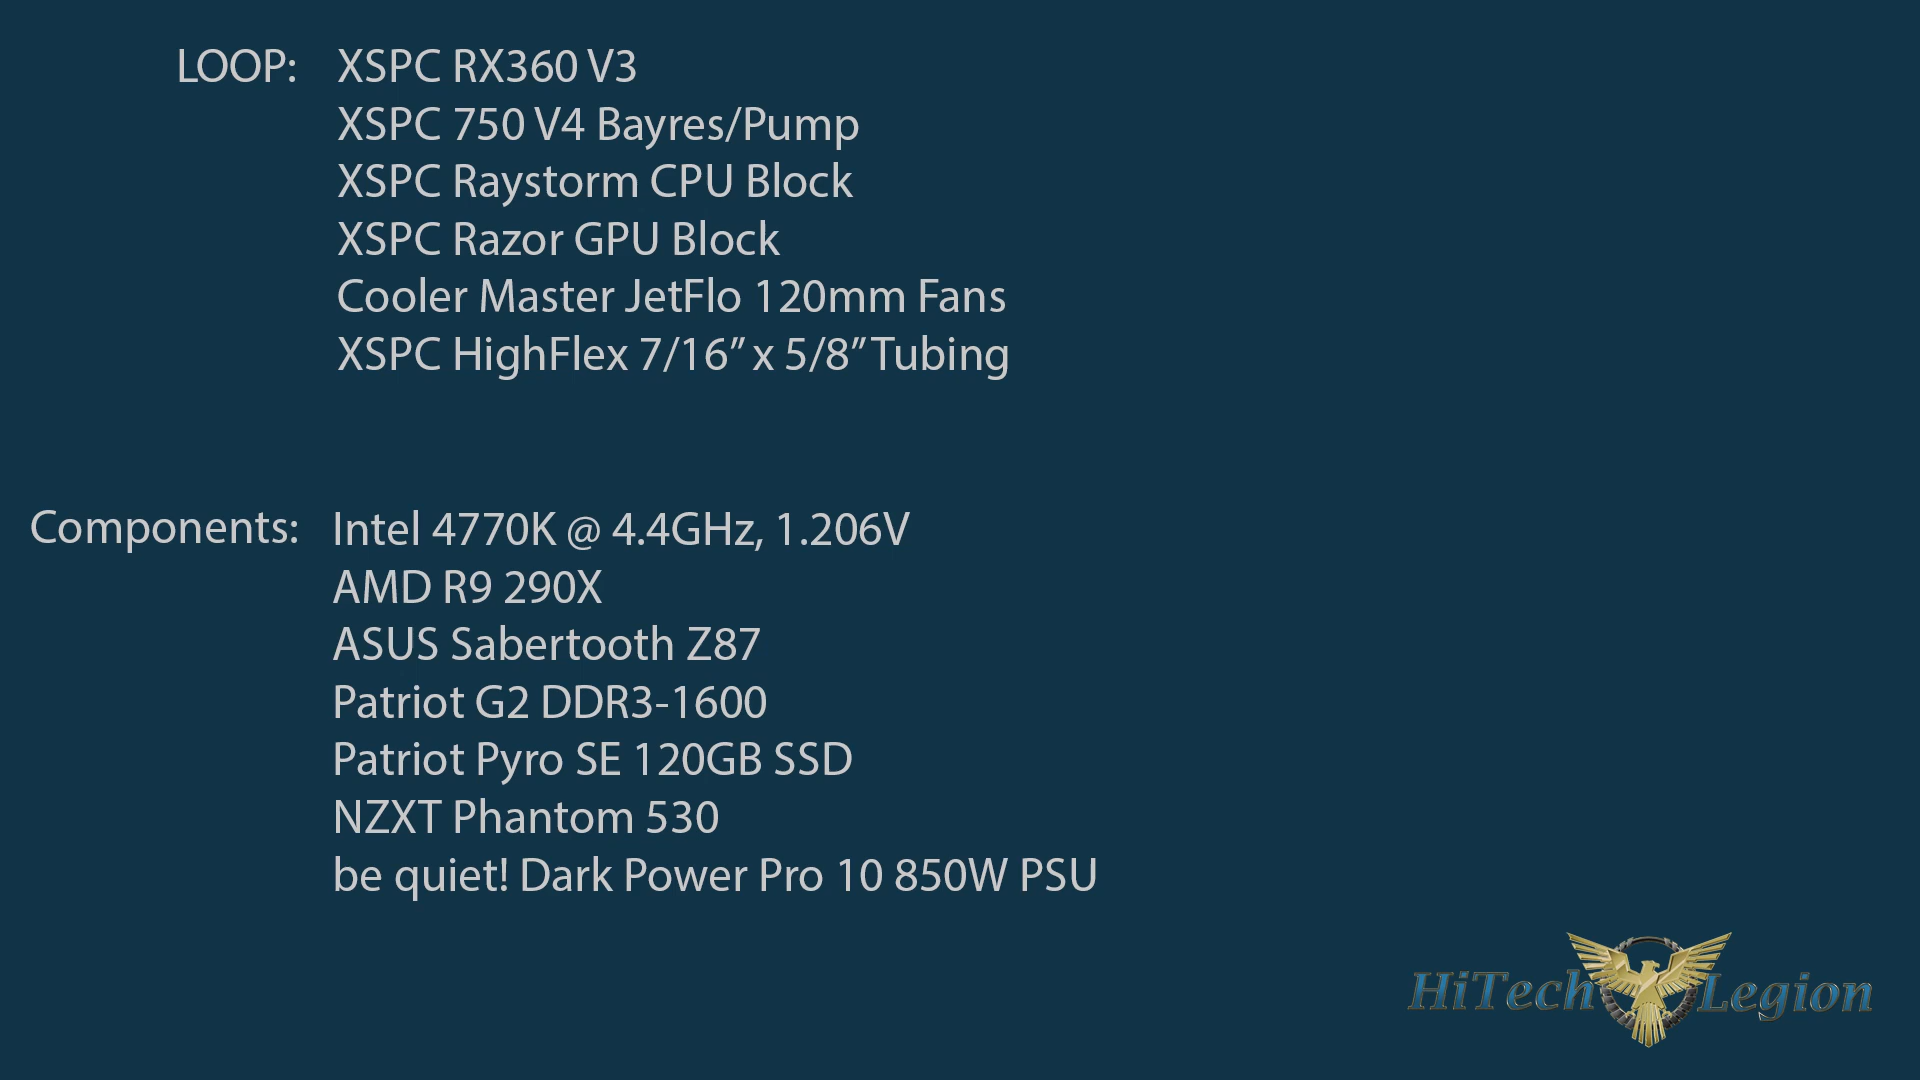 LOOP: XSPC RX360 V3
XSPC 750 V4 Bayres/Pump
XSPC Raystorm CPU Block
XSPC Razor GPU Block
Cooler Master JetFlo 120mm Fans
XSPC HighFlex 7/16” x 5/8” Tubing
Components: Intel 4770K @ 4.4GHz, 1.206V
AMD R9 290X
ASUS Sabertooth Z87
Patriot G2 DDR3-1600
Patriot Pyro SE 120GB SSD
NZXT Phantom 530
be quiet! Dark Power Pro 10 850W PSU
HiTech Legion